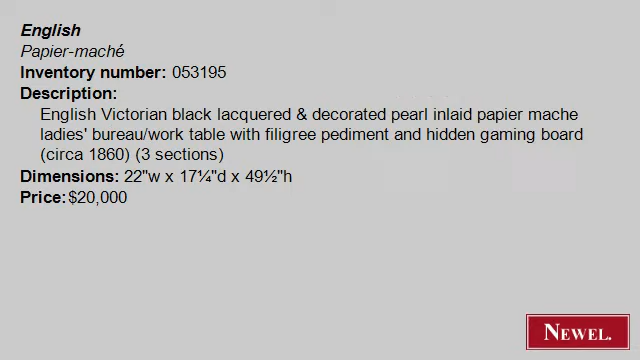 English
Papier-maché
Inventory number: 053195
Description:
English Victorian black lacquered & decorated pearl inlaid papier mache
ladies' bureau/work table with filigree pediment and hidden gaming board
(circa 1860) (3 sections)
Dimensions: 22"w x 17¼"d x 49½"h
Price:$20,000
NEWEL.